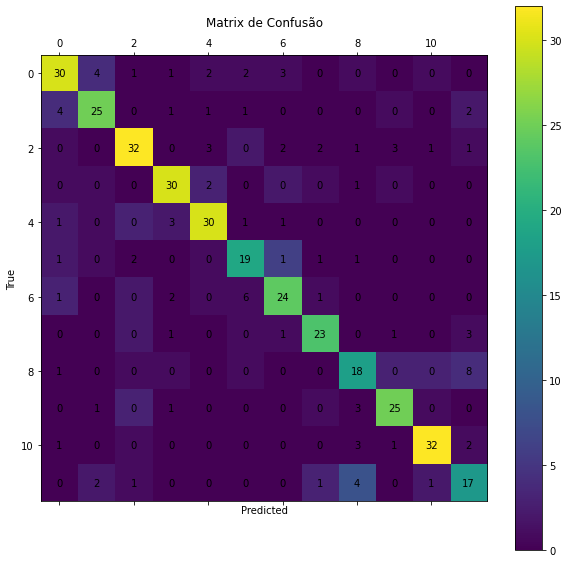 Matrix de Confusão
0 2 4 6 8 10
0 30 4 1 1 2 2 3 0 0 0 0 0
4 25 0 1 1 1 0 0 0 0 0 2
2 0 0 32 0 3 0 2 2 1 3 1 1
0 0 0 30 2 0 0 0 1 0 0 0
4 1 0 0 3 30 1 1 0 0 0 0 0
1 0 2 0 0 19 1 1 1 0 0 0
6 1 0 0 2 0 6 24 1 0 0 0 0
0 0 0 1 0 0 1 23 0 1 0 3
8 1 0 0 0 0 0 0 0 18 0 0 8
0 1 0 1 0 0 0 0 3 25 0 0
10 1 0 0 0 0 0 0 0 3 1 32 2
0 2 1 0 0 0 0 1 4 0 1 17
True
Predicted
30
25
20
15
10
5
0